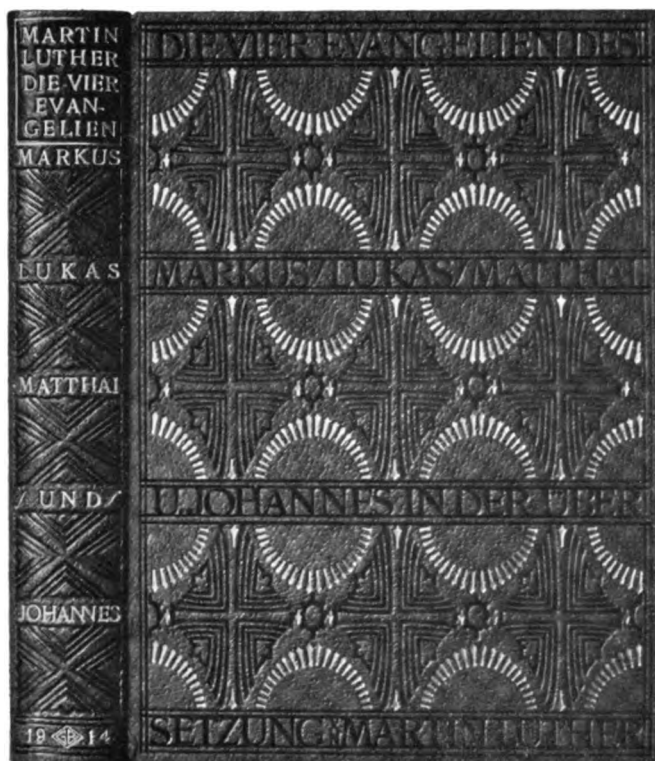 MARTIN
LUTHER
DIE·VIER
EVAN-
GELIEN
MARKUS
LUKAS
MATTHAI
/UND/
JOHANNES
19 GB 14
DIE·VIER·EVANGELIEN DES
MARKUS/LUKAS/MATTHAI
U.JOHANNES IN DER ÜBER
SETZUNG MARTIN LUTHER